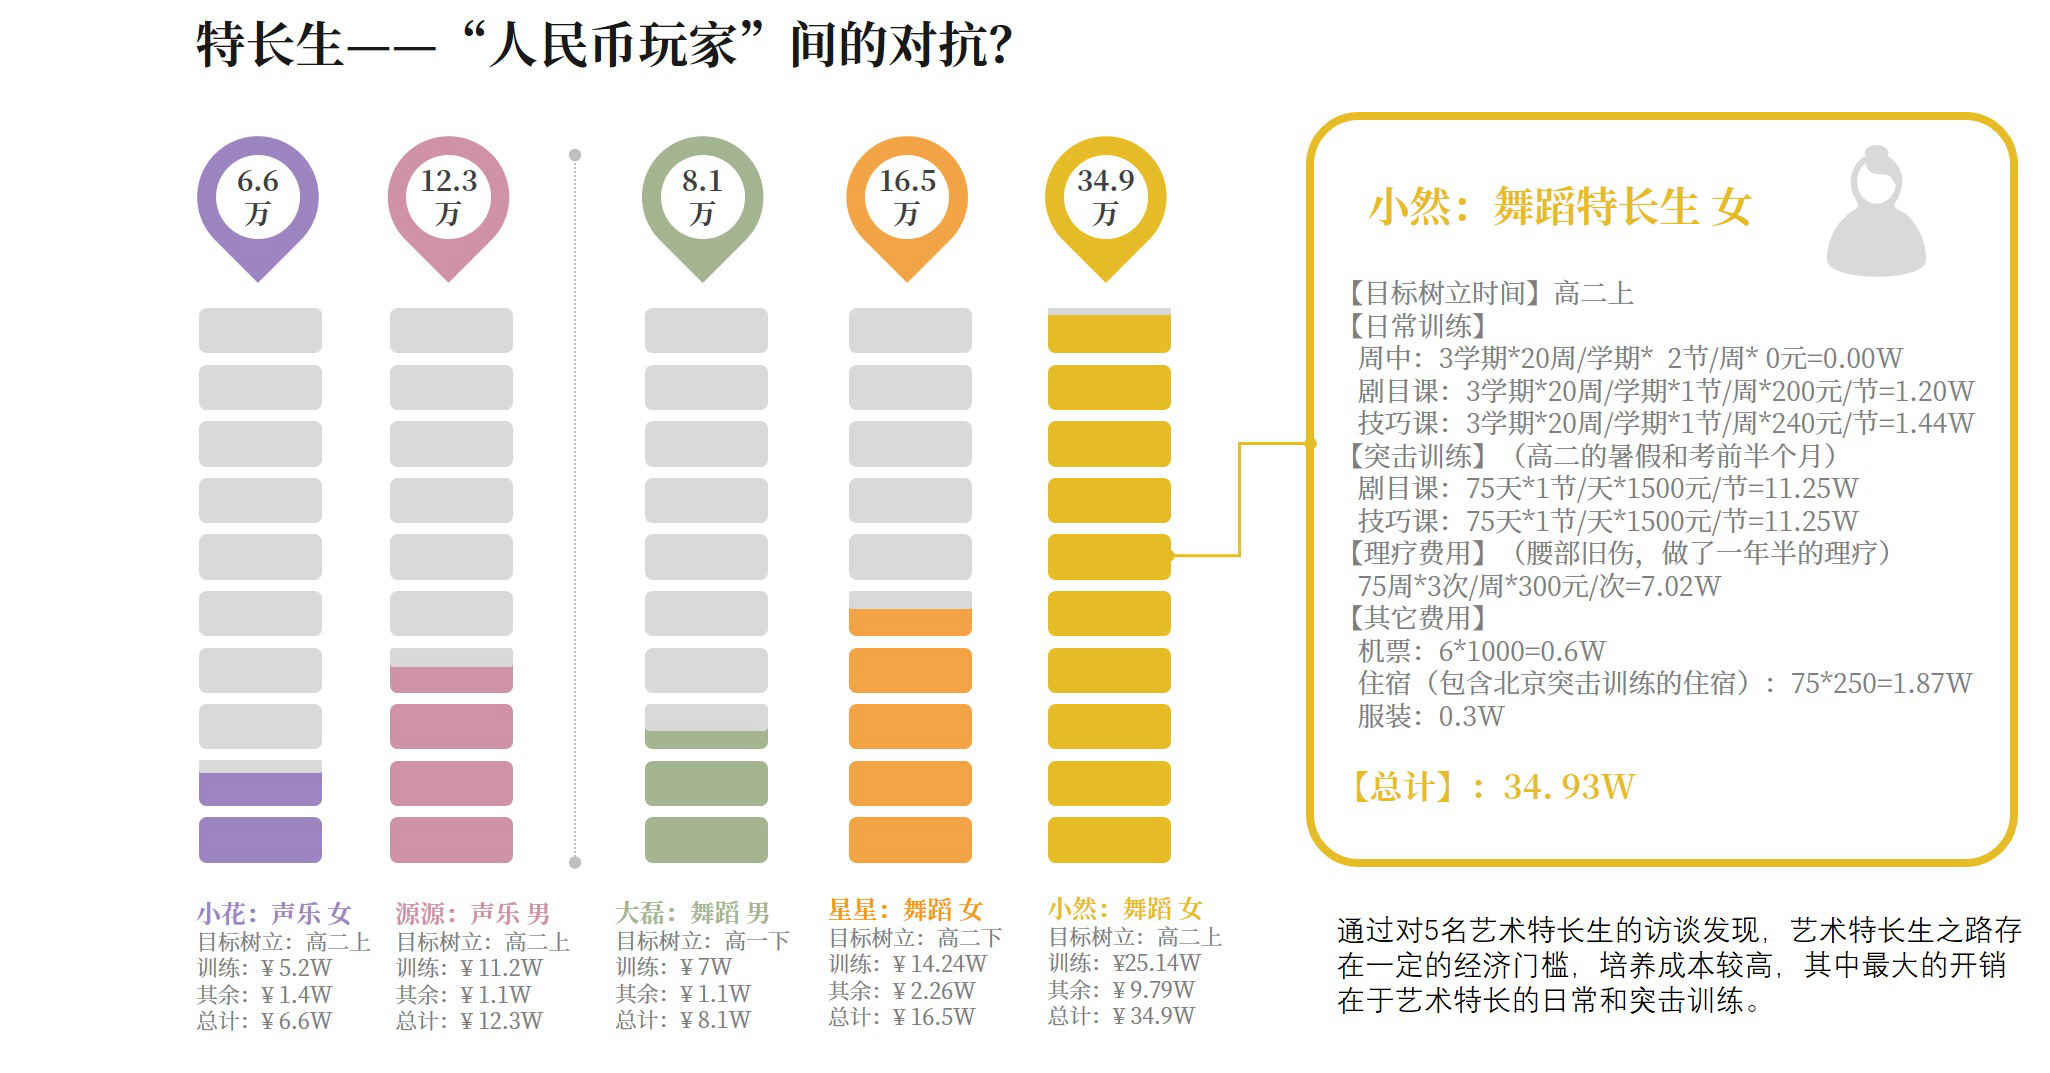 特长生——“人民币玩家”间的对抗？
6.6
万
12.3
万
8.1
万
16.5
万
34.9
万
小花：声乐 女
目标树立：高二上
训练：¥ 5.2W
其余：¥ 1.4W
总计：¥ 6.6W
源源：声乐 男
目标树立：高二上
训练：¥ 11.2W
其余：¥ 1.1W
总计：¥ 12.3W
大磊：舞蹈 男
目标树立：高一下
训练：¥ 7W
其余：¥ 1.1W
总计：¥ 8.1W
星星：舞蹈 女
目标树立：高二下
训练：¥ 14.24W
其余：¥ 2.26W
总计：¥ 16.5W
小然：舞蹈 女
目标树立：高二上
训练：¥25.14W
其余：¥ 9.79W
总计：¥ 34.9W
小然：舞蹈特长生 女
【目标树立时间】高二上
【日常训练】
周中：3学期*20周/学期* 2节/周* 0元=0.00W
剧目课：3学期*20周/学期*1节/周*200元/节=1.20W
技巧课：3学期*20周/学期*1节/周*240元/节=1.44W
【突击训练】（高二的暑假和考前半个月）
剧目课：75天*1节/天*1500元/节=11.25W
技巧课：75天*1节/天*1500元/节=11.25W
【理疗费用】（腰部旧伤，做了一年半的理疗）
75周*3次/周*300元/次=7.02W
【其它费用】
机票：6*1000=0.6W
住宿（包含北京突击训练的住宿）：75*250=1.87W
服装：0.3W
【总计】：34. 93W
通过对5名艺术特长生的访谈发现，艺术特长生之路存
在一定的经济门槛，培养成本较高，其中最大的开销
在于艺术特长的日常和突击训练。